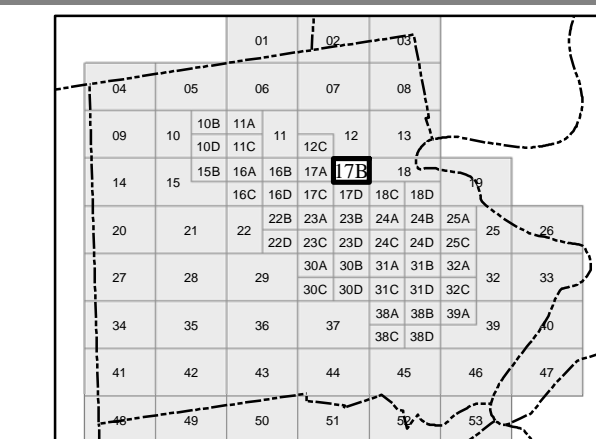 01 02 03
04 05 06 07 08
10B 11A
09 10 11 12 13
10D 11C 12C
15B 16A 16B 17A 17B 18
14 15 19
16C 16D 17C 17D 18C 18D
22B 23A 23B 24A 24B 25A
20 21 22 25 26
22D 23C 23D 24C 24D 25C
30A 30B 31A 31B 32A
27 28 29 32 33
30C 30D 31C 31D 32C
38A 38B 39A
34 35 36 37 39 40
38C 38D
41 42 43 44 45 46 47
48 49 50 51 52 53